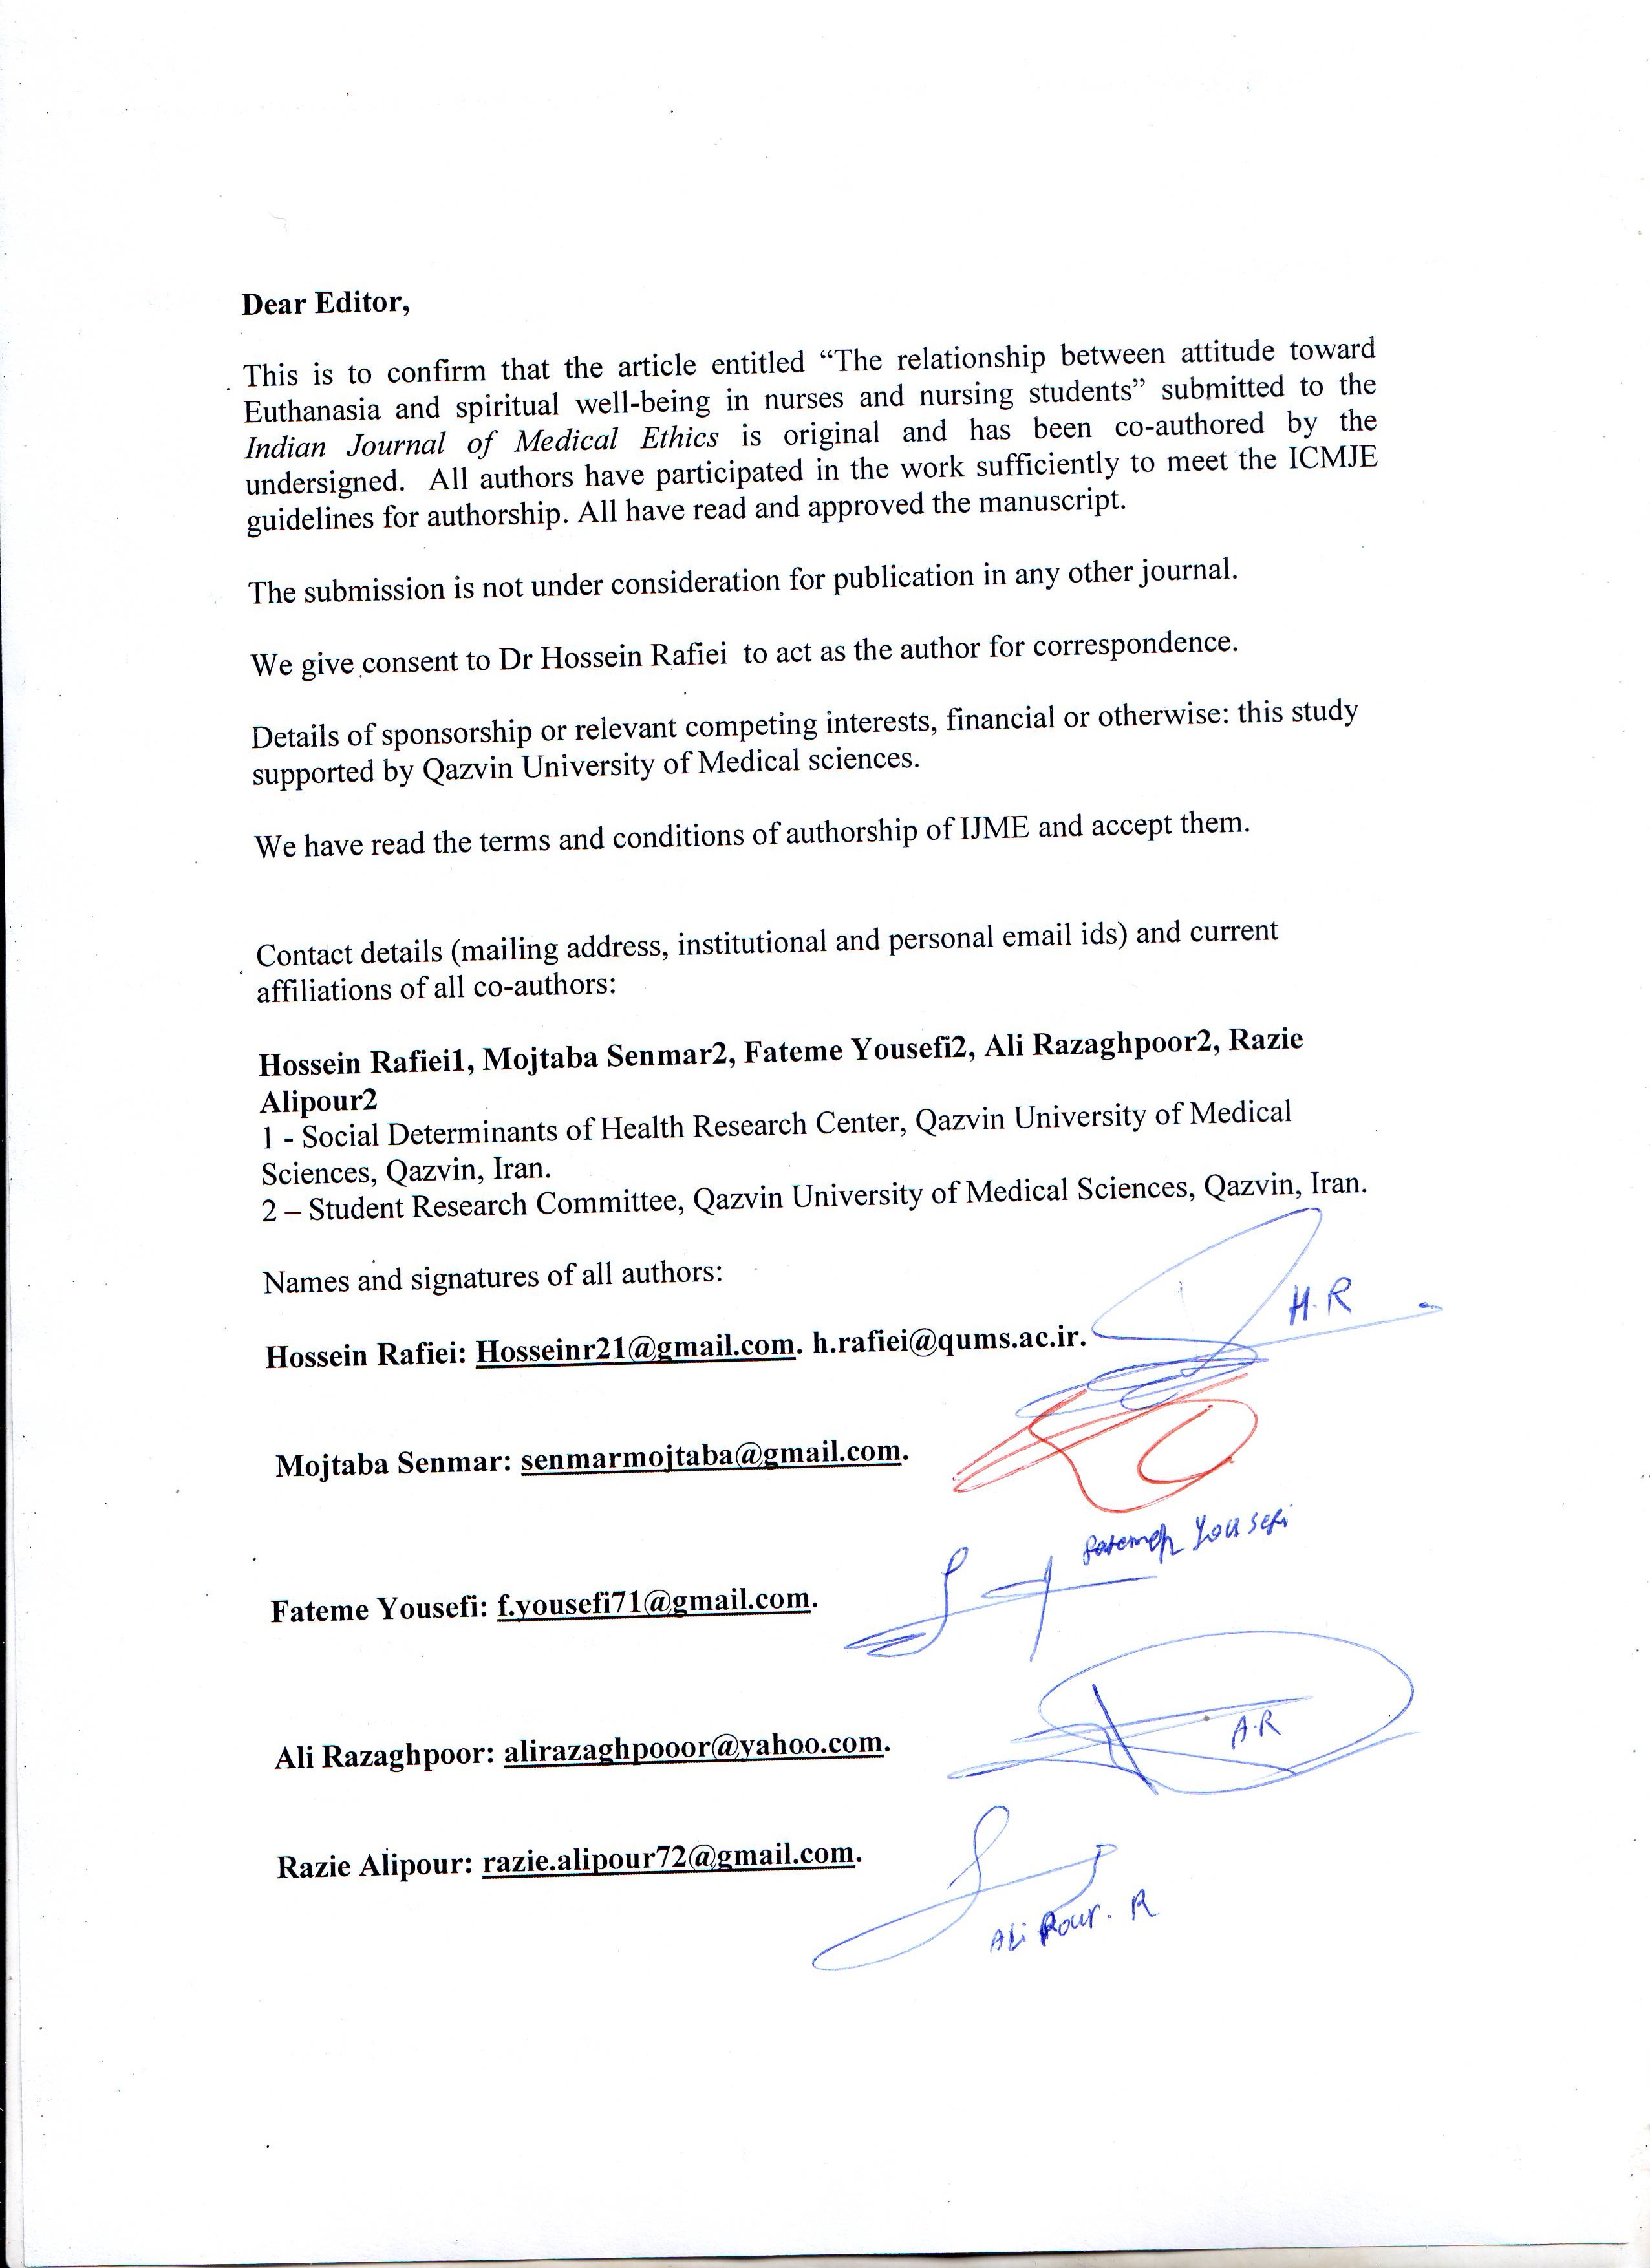 Dear Editor,
This is to confirm that the article entitled “The relationship between attitude toward
Euthanasia and spiritual well-being in nurses and nursing students” submitted to the
Indian Journal of Medical Ethics is original and has been co-authored by the
undersigned.  All authors have participated in the work sufficiently to meet the ICMJE
guidelines for authorship. All have read and approved the manuscript.
The submission is not under consideration for publication in any other journal.
We give consent to Dr Hossein Rafiei  to act as the author for correspondence.
Details of sponsorship or relevant competing interests, financial or otherwise: this study
supported by Qazvin University of Medical sciences.
We have read the terms and conditions of authorship of IJME and accept them.
Contact details (mailing address, institutional and personal email ids) and current
affiliations of all co-authors:
Hossein Rafiei1, Mojtaba Senmar2, Fateme Yousefi2, Ali Razaghpoor2, Razie
Alipour2
1 - Social Determinants of Health Research Center, Qazvin University of Medical
Sciences, Qazvin, Iran.
2 – Student Research Committee, Qazvin University of Medical Sciences, Qazvin, Iran.
Names and signatures of all authors:
H.R
Hossein Rafiei: Hosseinr21@gmail.com. h.rafiei@qums.ac.ir.
Mojtaba Senmar: senmarmojtaba@gmail.com.
Fatemeh Yousefi
Fateme Yousefi: f.yousefi71@gmail.com.
A.R
Ali Razaghpoor: alirazaghpooor@yahoo.com.
Razie Alipour: razie.alipour72@gmail.com.
Ali Pour. R